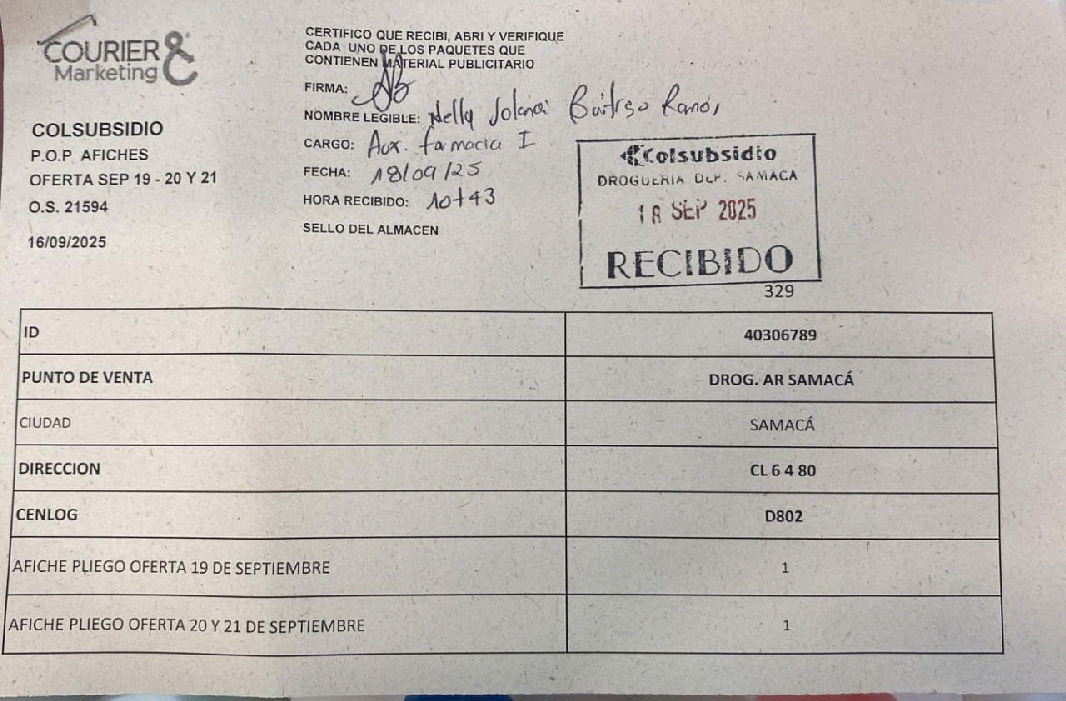 COURIER &
Marketing
COLSUBSIDIO
P.O.P. AFICHES
OFERTA SEP 19 - 20 Y 21
O.S. 21594
16/09/2025
CERTIFICO QUE RECIBI, ABRI Y VERIFIQUE
CADA UNO DE LOS PAQUETES QUE
CONTIENEN MATERIAL PUBLICITARIO
FIRMA:
NOMBRE LEGIBLE: Nelly
CARGO: Aux. farmacia I
FECHA: 18/09/25
HORA RECIBIDO: 10+43
SELLO DEL ALMACEN
Colsubsidio
DROGUERIA DEP. SAMACA
18 SEP 2025
RECIBIDO
329
ID 40306789
PUNTO DE VENTA DROG. AR SAMACÁ
CIUDAD SAMACÁ
DIRECCION CL 6 4 80
CENLOG D802
AFICHE PLIEGO OFERTA 19 DE SEPTIEMBRE 1
AFICHE PLIEGO OFERTA 20 Y 21 DE SEPTIEMBRE 1